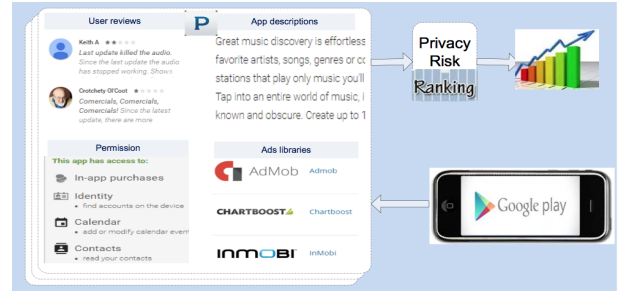 User reviews
P
App descriptions
Keith A
Last update killed the audio.
Since the last update the audio
has stopped working. Shows
Crotchety Ol'Coot
Comercials, Comercials,
Comercials! Since the latest
update, there are more
Great music discovery is effortless
favorite artists, songs, genres or co
stations that play only music you'll
Tap into an entire world of music, i
known and obscure. Create up to 1
Permission
This app has access to:
In-app purchases
Identity
• find accounts on the device
Calendar
• add or modify calendar event
Contacts
• read your contacts
Ads libraries
AdMob Admob
CHARTBOOST Chartboost
INMOBI InMobi
Privacy
Risk
Ranking
Google play